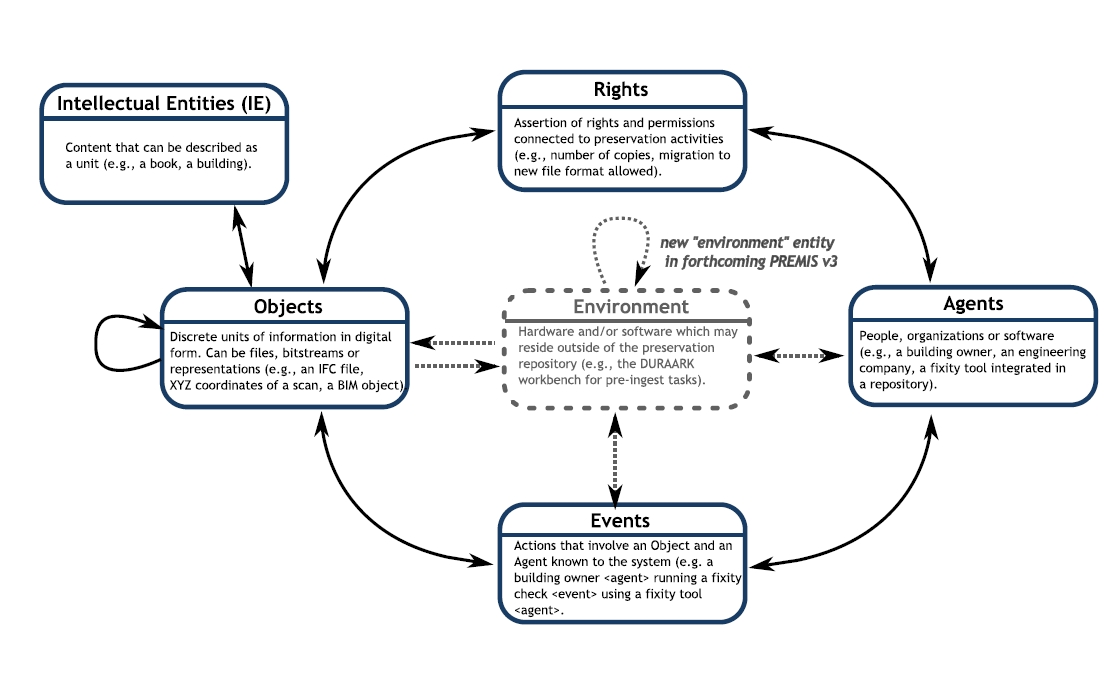 Intellectual Entities (IE)
Content that can be described as
a unit (e.g., a book, a building).
Rights
Assertion of rights and permissions
connected to preservation activities
(e.g., number of copies, migration to
new file format allowed).
new "environment" entity
in forthcoming PREMIS v3
Objects
Discrete units of information in digital
form. Can be files, bitstreams or
representations (e.g., an IFC file,
XYZ coordinates of a scan, a BIM object)
Environment
Hardware and/or software which may
reside outside of the preservation
repository (e.g., the DURAARK
workbench for pre-ingest tasks).
Agents
People, organizations or software
(e.g., a building owner, an engineering
company, a fixity tool integrated in
a repository).
Events
Actions that involve an Object and an
Agent known to the system (e.g. a
building owner <agent> running a fixity
check <event> using a fixity tool
<agent>.